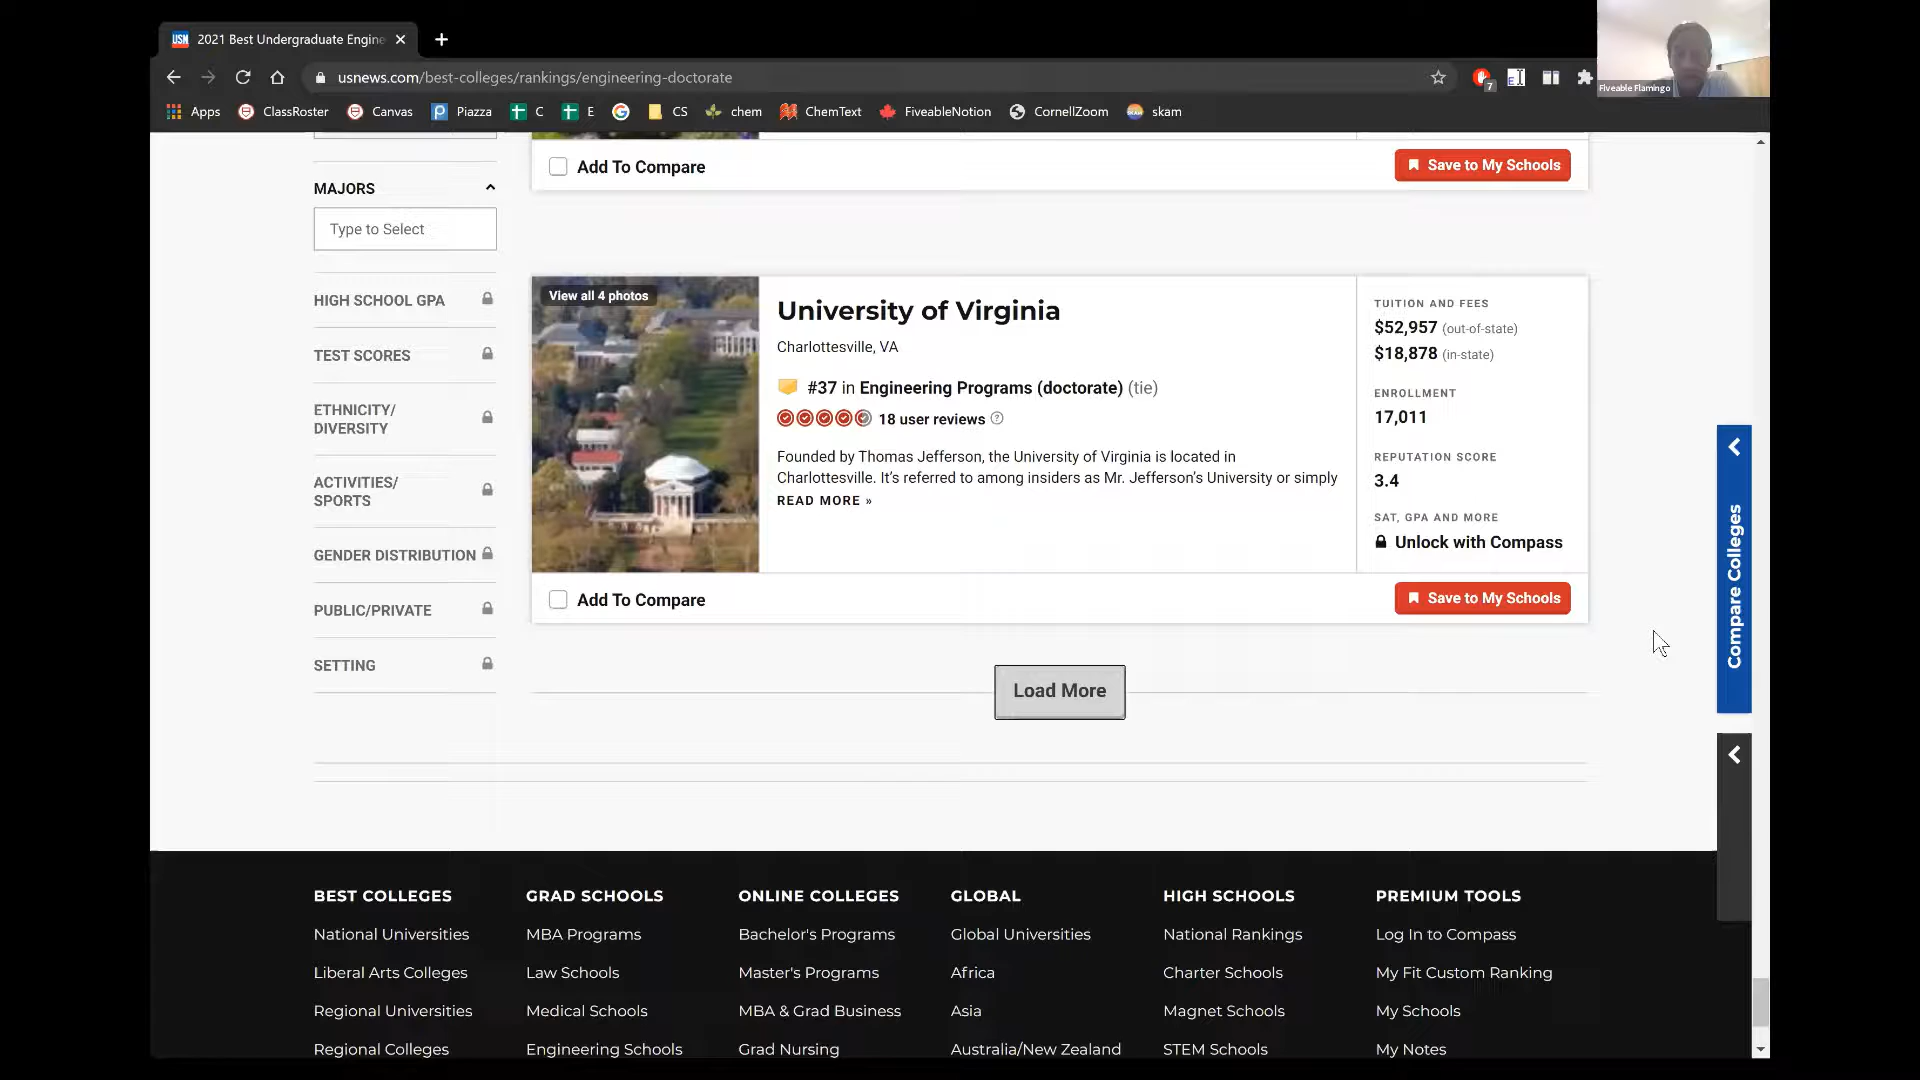 USN 2021 Best Undergraduate Engine
usnews.com/best-colleges/rankings/engineering-doctorate
7
Fiveable Flamingo
Apps ClassRoster Canvas Piazza C E CS chem ChemText FiveableNotion CornellZoom skam
Add To Compare
Save to My Schools
MAJORS
Type to Select
HIGH SCHOOL GPA
TEST SCORES
ETHNICITY/
DIVERSITY
ACTIVITIES/
SPORTS
GENDER DISTRIBUTION
PUBLIC/PRIVATE
SETTING
View all 4 photos
University of Virginia
Charlottesville, VA
#37 in Engineering Programs (doctorate) (tie)
18 user reviews ?
Founded by Thomas Jefferson, the University of Virginia is located in
Charlottesville. It's referred to among insiders as Mr. Jefferson's University or simply
READ MORE »
TUITION AND FEES
$52,957 (out-of-state)
$18,878 (in-state)
ENROLLMENT
17,011
REPUTATION SCORE
3.4
SAT, GPA AND MORE
Unlock with Compass
Add To Compare
Save to My Schools
Load More
Compare Colleges
BEST COLLEGES
National Universities
Liberal Arts Colleges
Regional Universities
Regional Colleges
GRAD SCHOOLS
MBA Programs
Law Schools
Medical Schools
Engineering Schools
ONLINE COLLEGES
Bachelor's Programs
Master's Programs
MBA & Grad Business
Grad Nursing
GLOBAL
Global Universities
Africa
Asia
Australia/New Zealand
HIGH SCHOOLS
National Rankings
Charter Schools
Magnet Schools
STEM Schools
PREMIUM TOOLS
Log In to Compass
My Fit Custom Ranking
My Schools
My Notes